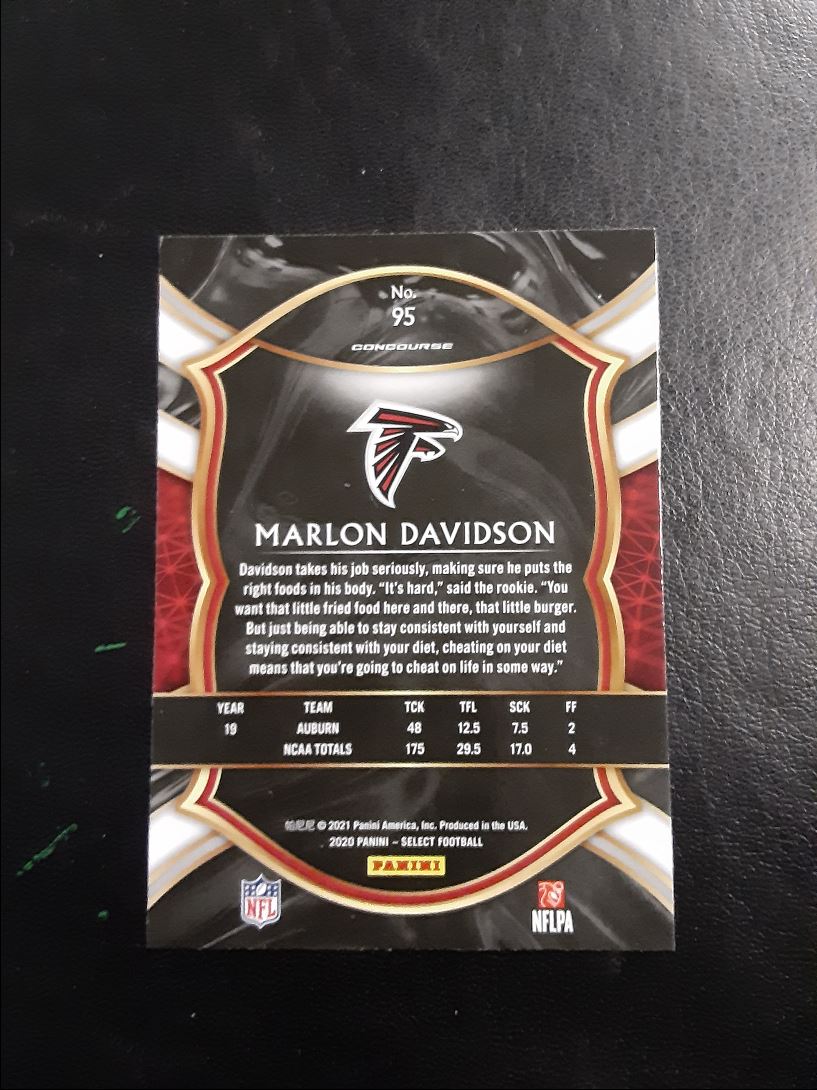 No.
95
CONCOURSE
MARLON DAVIDSON
Davidson takes his job seriously, making sure he puts the
right foods in his body. “It's hard,” said the rookie. “You
want that little fried food here and there, that little burger.
But just being able to stay consistent with yourself and
staying consistent with your diet, cheating on your diet
means that you're going to cheat on life in some way.”
YEAR TEAM TCK TFL SCK FF
19 AUBURN 48 12.5 7.5 2
NCAA TOTALS 175 29.5 17.0 4
帕尼尼 © 2021 Panini America, Inc. Produced in the USA.
2020 PANINI – SELECT FOOTBALL
PANINI
NFL
NFLPA